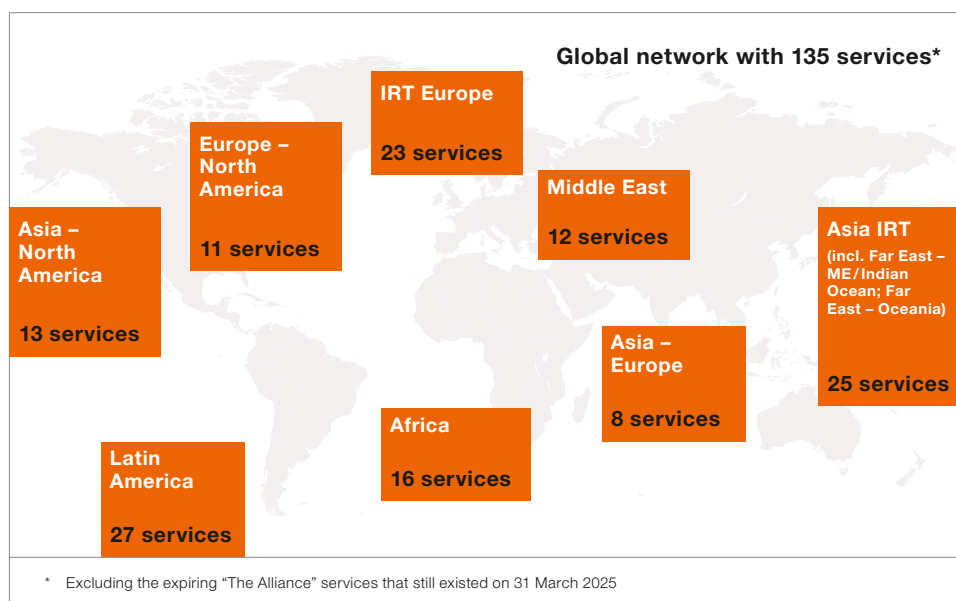 Global network with 135 services*
IRT Europe
23 services
Europe –
North
America
11 services
Middle East
12 services
Asia –
North
America
13 services
Asia IRT
(incl. Far East –
ME/Indian
Ocean; Far
East – Oceania)
25 services
Asia –
Europe
8 services
Africa
16 services
Latin
America
27 services
* Excluding the expiring “The Alliance” services that still existed on 31 March 2025